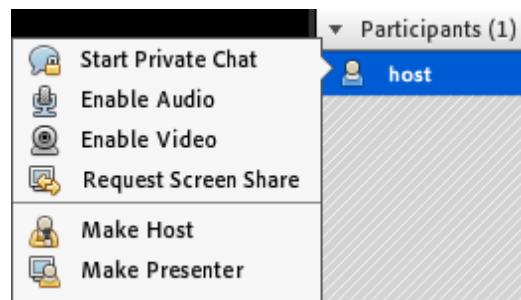 Participants (1)
host
Start Private Chat
Enable Audio
Enable Video
Request Screen Share
Make Host
Make Presenter